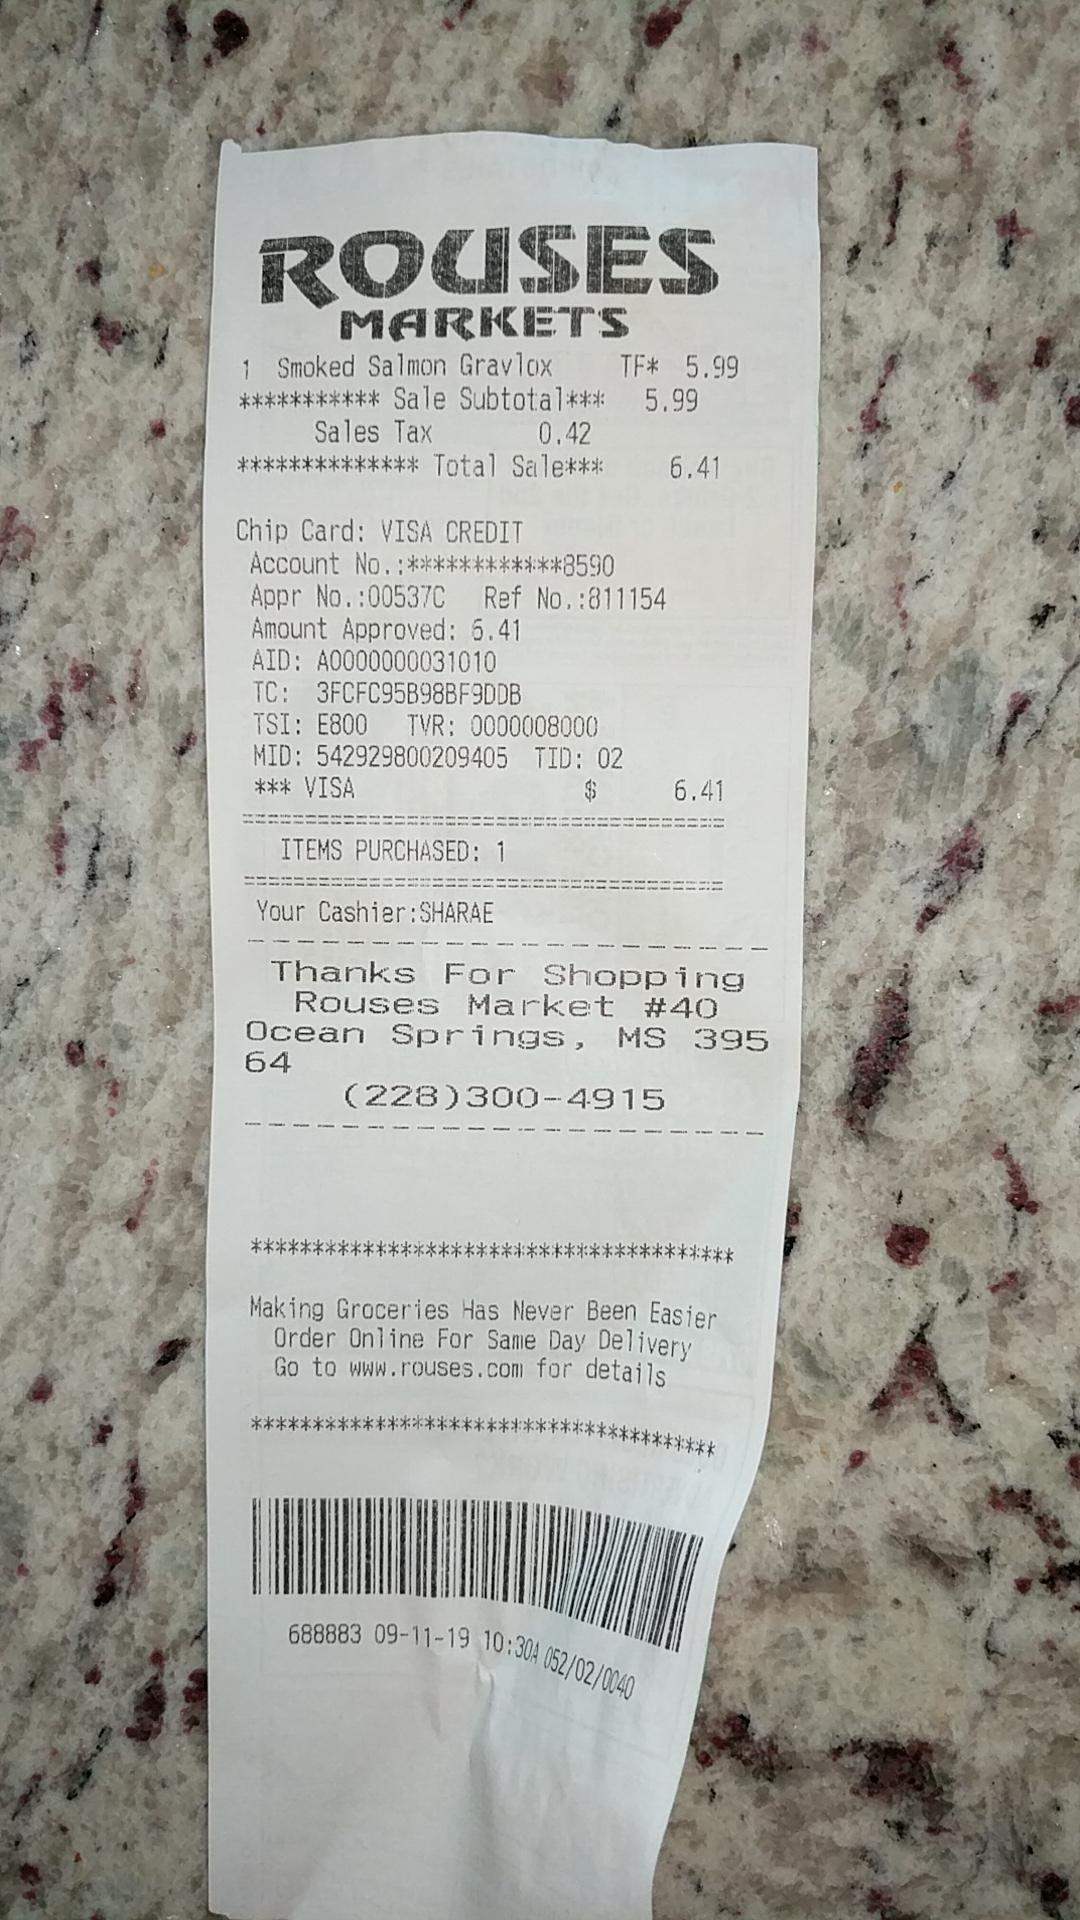 ROUSES
MARKETS
1 Smoked Salmon Gravlox TF* 5.99
*********** Sale Subtotal*** 5.99
Sales Tax 0.42
************** Total Sale*** 6.41
Chip Card: VISA CREDIT
Account No.:************8590
Appr No.:00537C Ref No.:811154
Amount Approved: 6.41
AID: A0000000031010
TC: 3FCFC95B98BF9DDB
TSI: E800 TVR: 0000008000
MID: 542929800209405 TID: 02
*** VISA $ 6.41
ITEMS PURCHASED: 1
Your Cashier:SHARAE
Thanks For Shopping
Rouses Market #40
Ocean Springs, MS 395
64
(228)300-4915
***************************************
Making Groceries Has Never Been Easier
Order Online For Same Day Delivery
Go to www.rouses.com for details
***************************************
688883 09-11-19 10:30A 052/02/0040